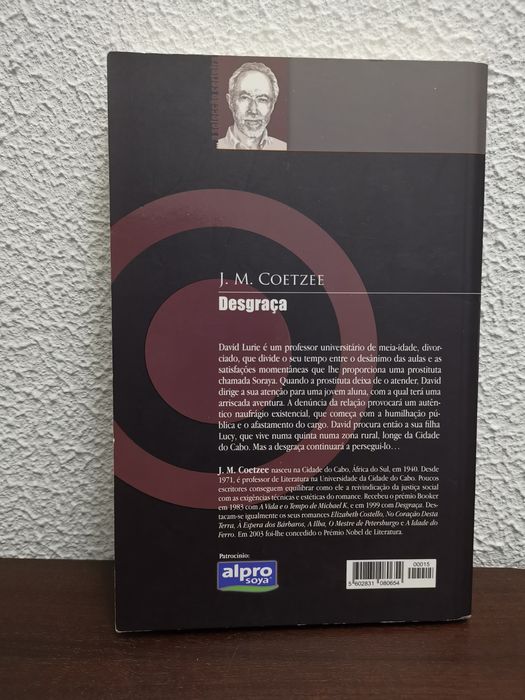 J. M. Coetzee
Desgraça
David Lurie é um professor universitário de meia-idade, divor-
ciado, que divide o seu tempo entre o desânimo das aulas e as
satisfações momentâneas que lhe proporciona uma prostituta
chamada Soraya. Quando a prostituta deixa de o atender, David
dirige a sua atenção para uma jovem aluna, com a qual terá uma
arriscada aventura. A denúncia da relação provocará um autên-
tico naufrágio existencial, que começa com a humilhação pú-
blica e o afastamento do cargo. David procura então a sua filha
Lucy, que vive numa quinta numa zona rural, longe da Cidade
do Cabo. Mas a desgraça continuará a persegui-lo…
J. M. Coetzee nasceu na Cidade do Cabo, África do Sul, em 1940. Desde
1971, é professor de Literatura na Universidade da Cidade do Cabo. Poucos
escritores conseguem equilibrar como ele a reivindicação da justiça social
com as exigências técnicas e estéticas do romance. Recebeu o prémio Booker
em 1983 com A Vida e o Tempo de Michael K, e em 1999 com Desgraça. Des-
tacam-se igualmente os seus romances Elizabeth Costello, No Coração Desta
Terra, À Espera dos Bárbaros, A Ilha, O Mestre de Petersburgo e A Idade do
Ferro. Em 2003 foi-lhe concedido o Prémio Nobel de Literatura.
Patrocínio:
alpro
soya
00015
5 602831 080654